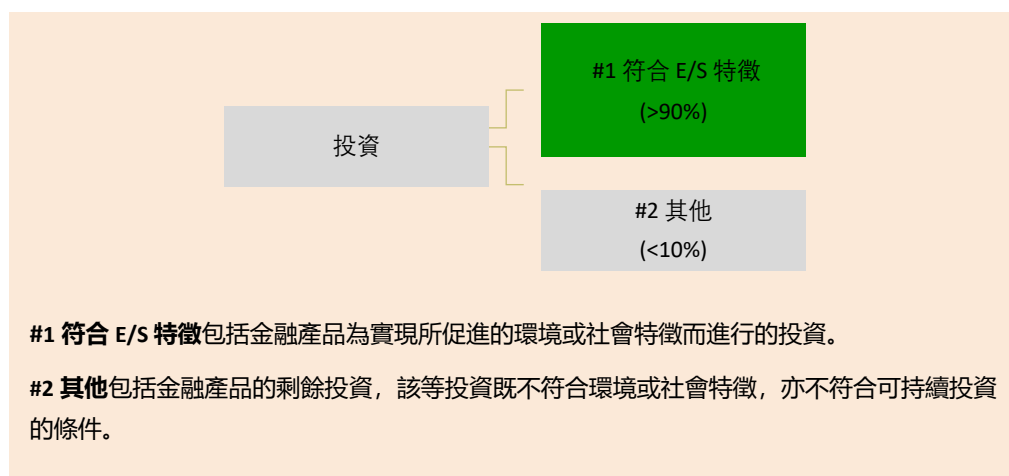 #1 符合 E/S 特徵
(>90%)
投資
#2 其他
(<10%)
#1 符合 E/S 特徵包括金融產品為實現所促進的環境或社會特徵而進行的投資。
#2 其他包括金融產品的剩餘投資，該等投資既不符合環境或社會特徵，亦不符合可持續投資
的條件。